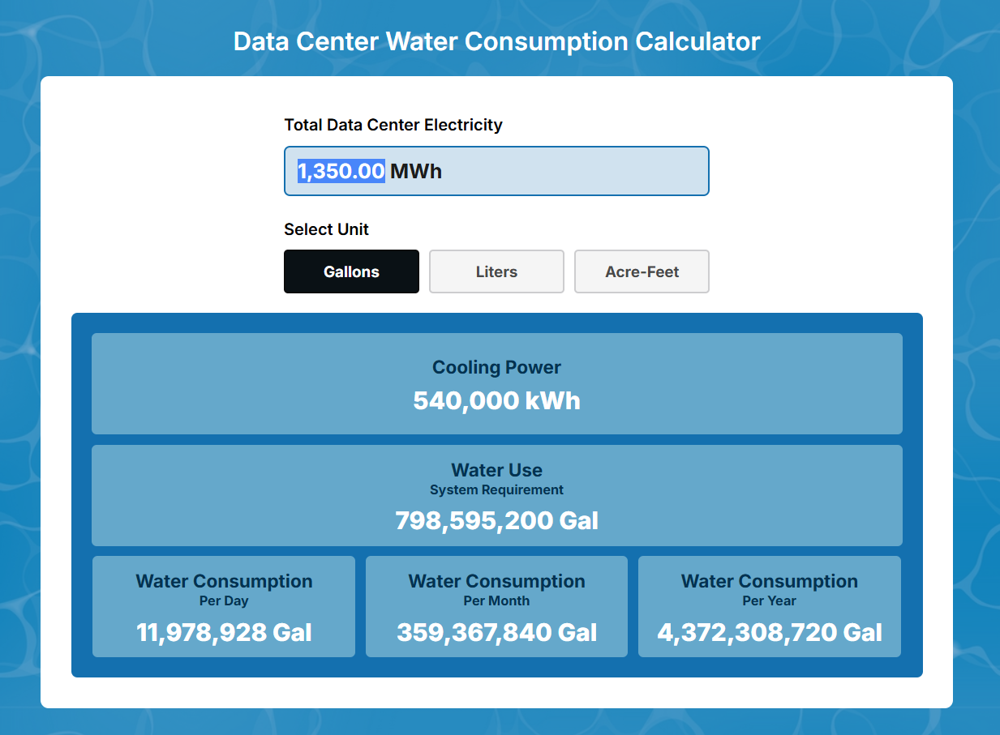 Data Center Water Consumption Calculator
Total Data Center Electricity
1,350.00 MWh
Select Unit
Gallons
Liters
Acre-Feet
Cooling Power
540,000 kWh
Water Use
System Requirement
798,595,200 Gal
Water Consumption
Per Day
11,978,928 Gal
Water Consumption
Per Month
359,367,840 Gal
Water Consumption
Per Year
4,372,308,720 Gal